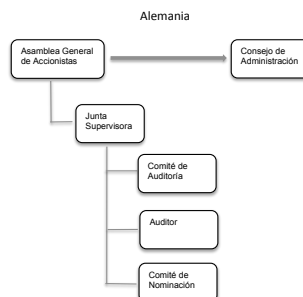 Alemania
Asamblea General
de Accionistas
Consejo de
Administración
Junta
Supervisora
Comité de
Auditoría
Auditor
Comité de
Nominación